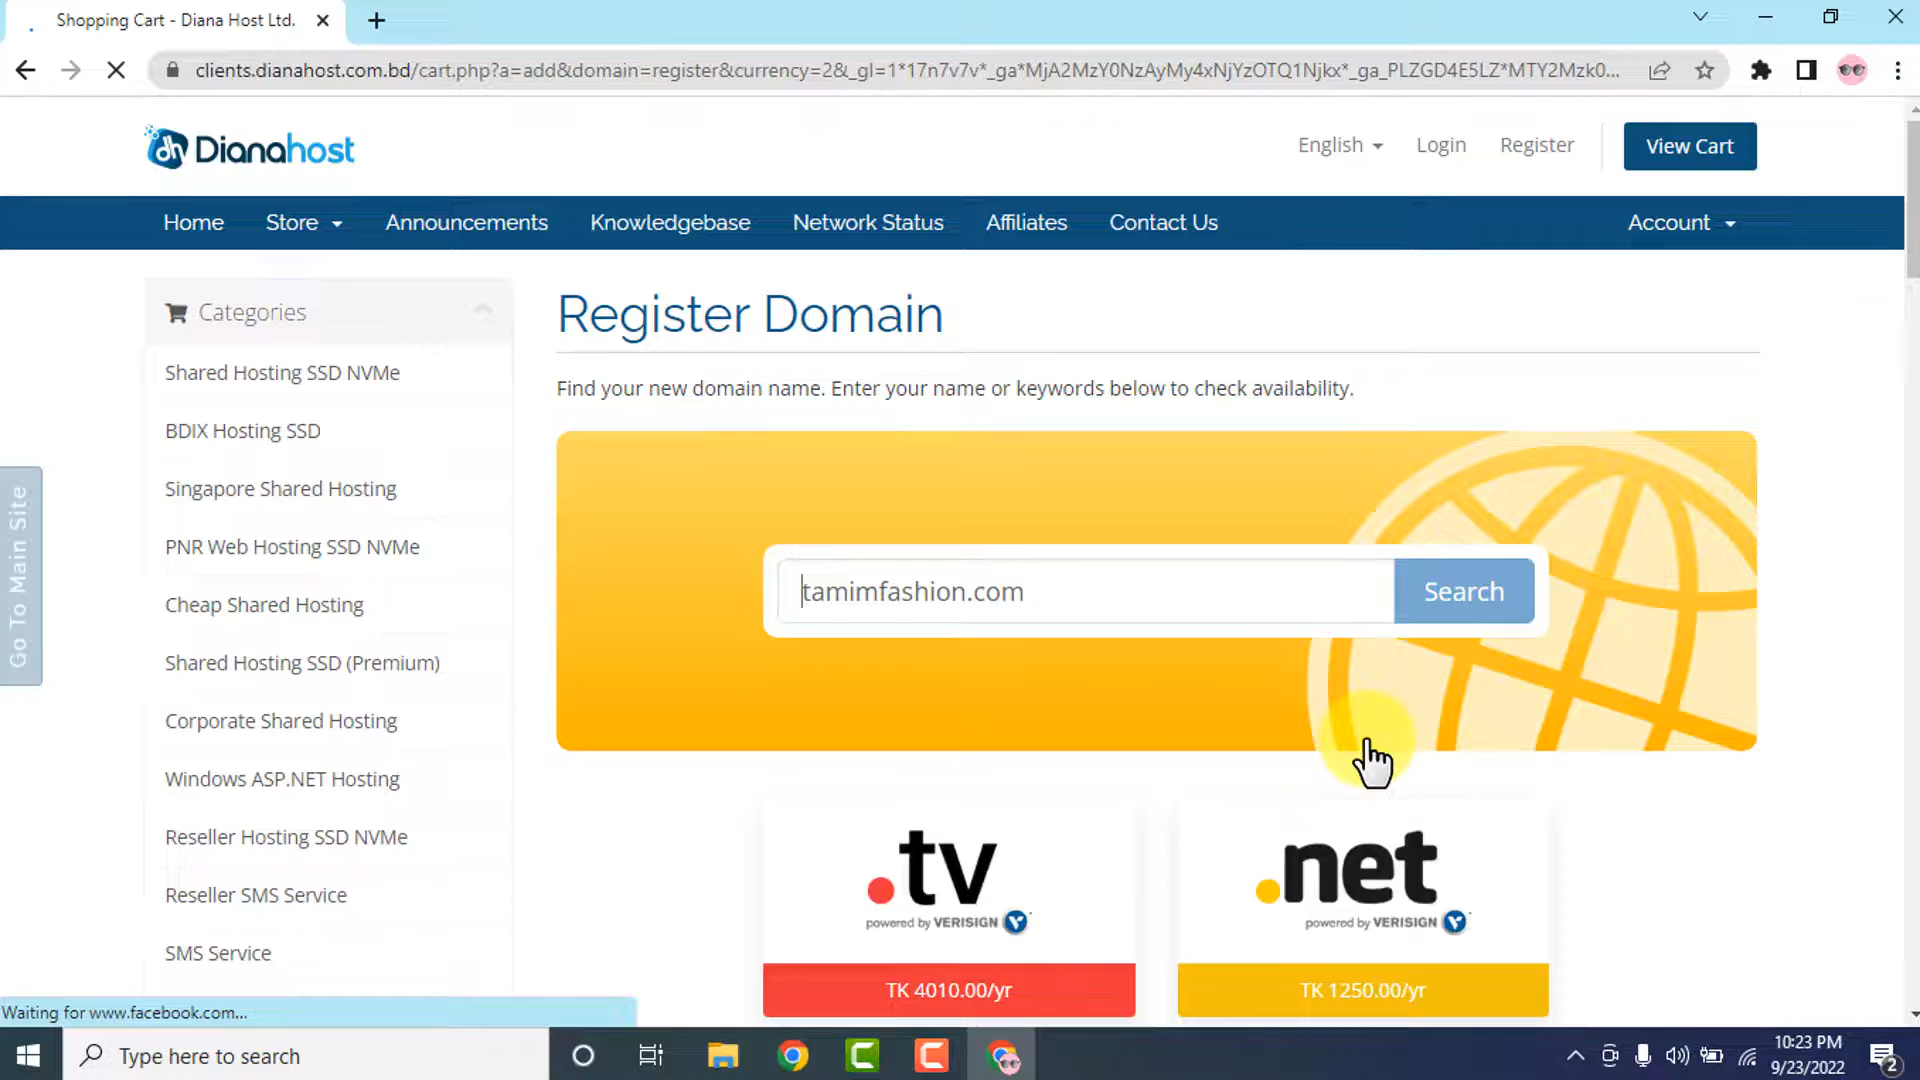 Shopping Cart - Diana Host Ltd.
clients.dianahost.com.bd/cart.php?a=add&domain=register&currency=2&_gl=1*17n7v7v*_ga*MjA2MzY0NzAyMy4xNjYzOTQ1Njkx*_ga_PLZGD4E5LZ*MTY2Mzk0...
dh Dianahost
English
Login
Register
View Cart
Home
Store
Announcements
Knowledgebase
Network Status
Affiliates
Contact Us
Account
Categories
Shared Hosting SSD NVMe
BDIX Hosting SSD
Singapore Shared Hosting
PNR Web Hosting SSD NVMe
Cheap Shared Hosting
Shared Hosting SSD (Premium)
Corporate Shared Hosting
Windows ASP.NET Hosting
Reseller Hosting SSD NVMe
Reseller SMS Service
SMS Service
Go To Main Site
Register Domain
Find your new domain name. Enter your name or keywords below to check availability.
tamimfashion.com
Search
.tv
powered by VERISIGN
TK 4010.00/yr
.net
powered by VERISIGN
TK 1250.00/yr
Waiting for www.facebook.com...
Type here to search
10:23 PM
9/23/2022
2